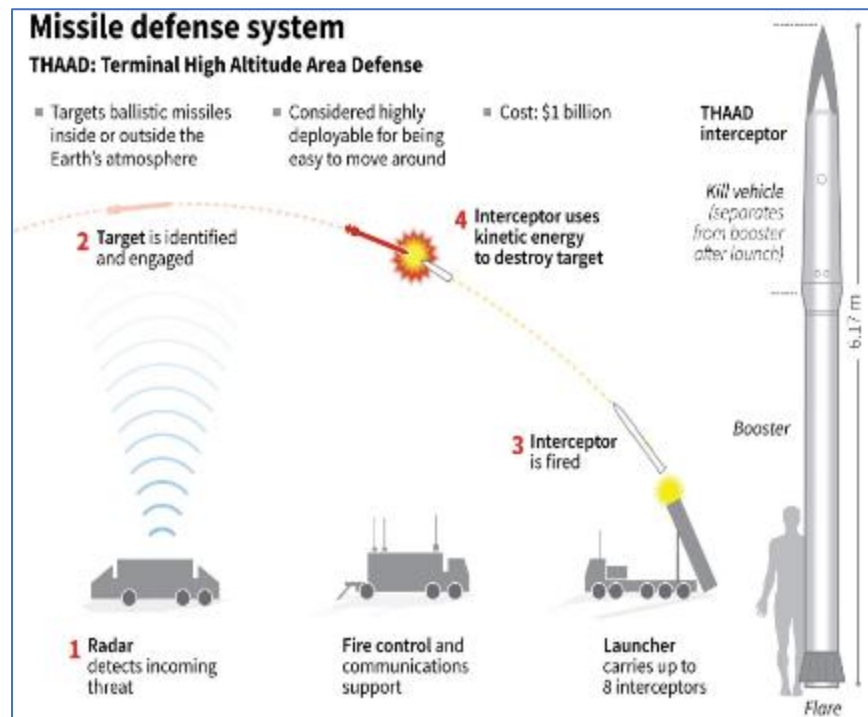 Missile defense system
THAAD: Terminal High Altitude Area Defense
■ Targets ballistic missiles
inside or outside the
Earth's atmosphere
■ Considered highly
deployable for being
easy to move around
■ Cost: $1 billion
THAAD
interceptor
Kill vehicle
(separates
from booster
after launch)
2 Target is identified
and engaged
4 Interceptor uses
kinetic energy
to destroy target
6.17 m
3 Interceptor
is fired
Booster
1 Radar
detects incoming
threat
Fire control and
communications
support
Launcher
carries up to
8 interceptors
Flare